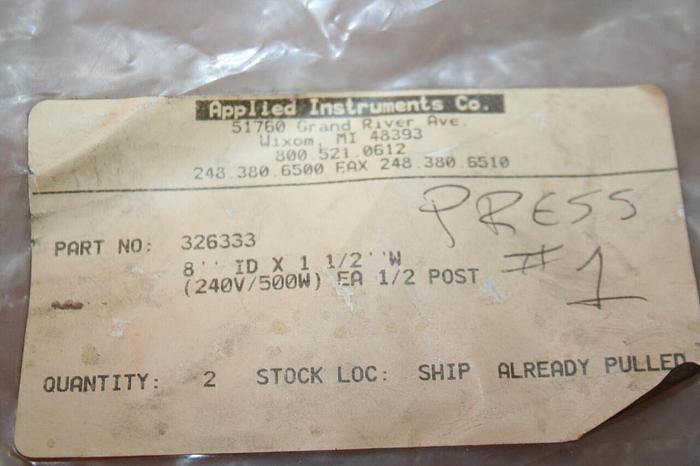 Applied Instruments Co.
51760 Grand River Ave.
Wixom, MI 48393
800.521.0612
248.380.6500 FAX 248.380.6510
PRESS
PART NO: 326333
8'' ID X 1 1/2''W
# 1
(240V/500W) EA 1/2 POST
QUANTITY: 2 STOCK LOC: SHIP ALREADY PULLED